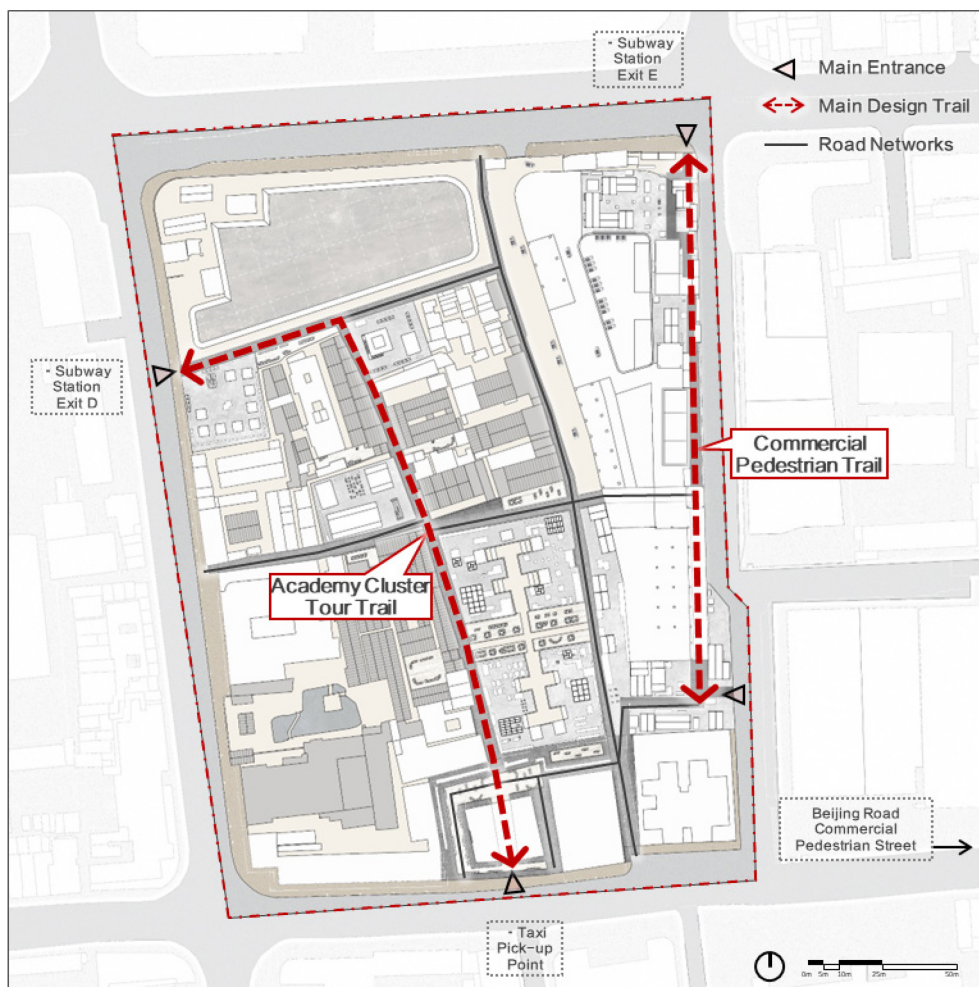 - Subway
Station
Exit E
Main Entrance
Main Design Trail
Road Networks
- Subway
Station
Exit D
Commercial
Pedestrian Trail
Academy Cluster
Tour Trail
Beijing Road
Commercial
Pedestrian Street
- Taxi
Pick-up
Point
0m 5m 10m 25m 50m